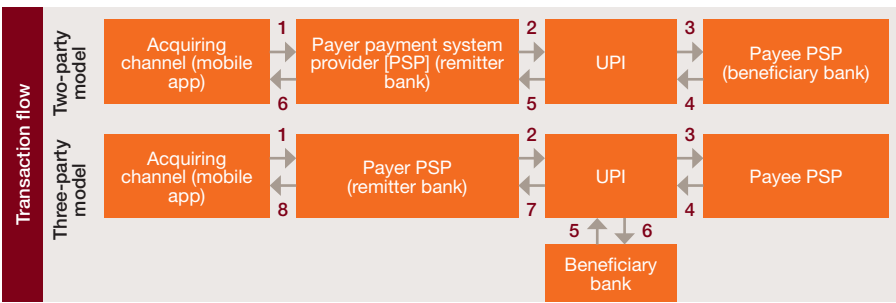 Transaction flow
Two-party
model
1
2
3
Acquiring
channel (mobile
app)
Payer payment system
provider [PSP] (remitter
bank)
UPI
Payee PSP
(beneficiary bank)
6
5
4
Three-party
model
1
2
3
Acquiring
channel (mobile
app)
Payer PSP
(remitter bank)
UPI
Payee PSP
8
7
4
5
6
Beneficiary
bank